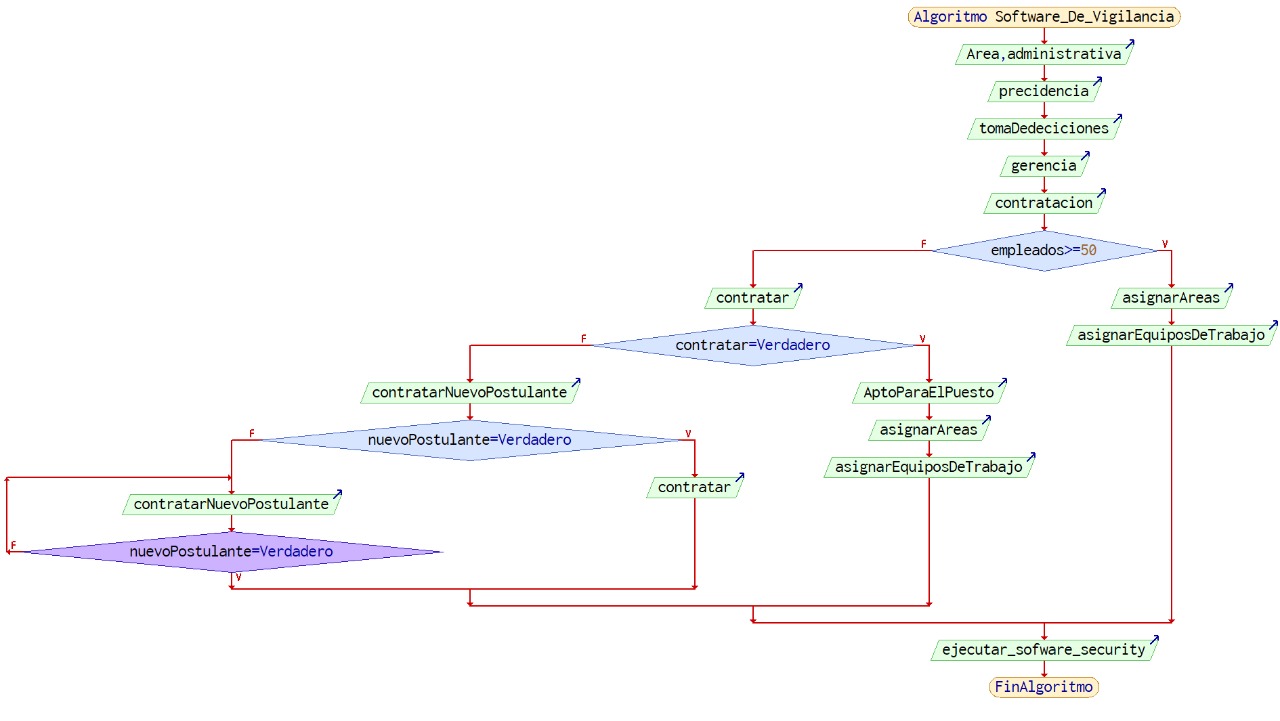 Algoritmo Software_De_Vigilancia
Area,administrativa
precidencia
tomaDedeciciones
gerencia
contratacion
F
V
empleados>=50
contratar
asignarAreas
asignarEquiposDeTrabajo
F
V
contratar=Verdadero
contratarNuevoPostulante
AptoParaElPuesto
asignarAreas
F
V
nuevoPostulante=Verdadero
asignarEquiposDeTrabajo
contratar
contratarNuevoPostulante
F
nuevoPostulante=Verdadero
V
ejecutar_sofware_security
FinAlgoritmo